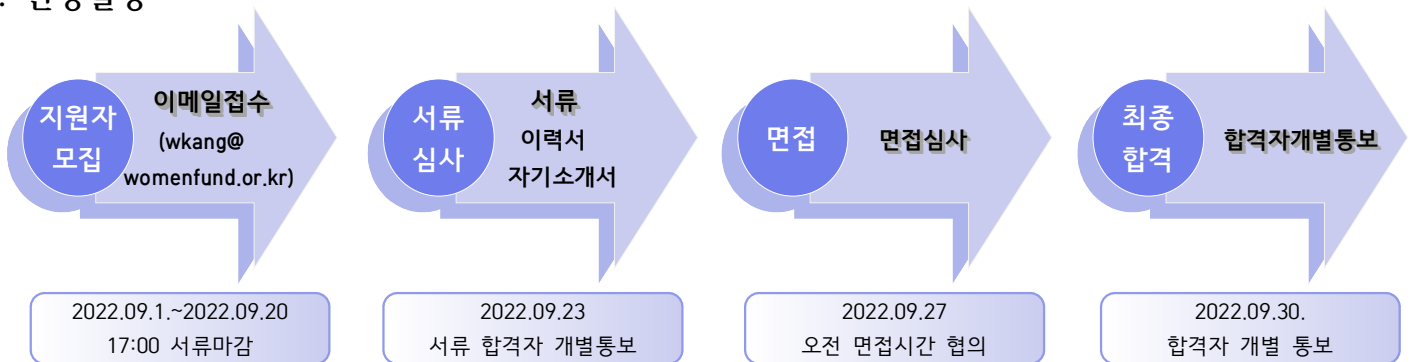 지원자
모집
이메일접수
(wkang@
womenfund.or.kr)
2022.09.1.~2022.09.20
17:00 서류마감
서류
심사
서류
이력서
자기소개서
2022.09.23
서류 합격자 개별통보
면접
면접심사
2022.09.27
오전 면접시간 협의
최종
합격
합격자개별통보
2022.09.30.
합격자 개별 통보